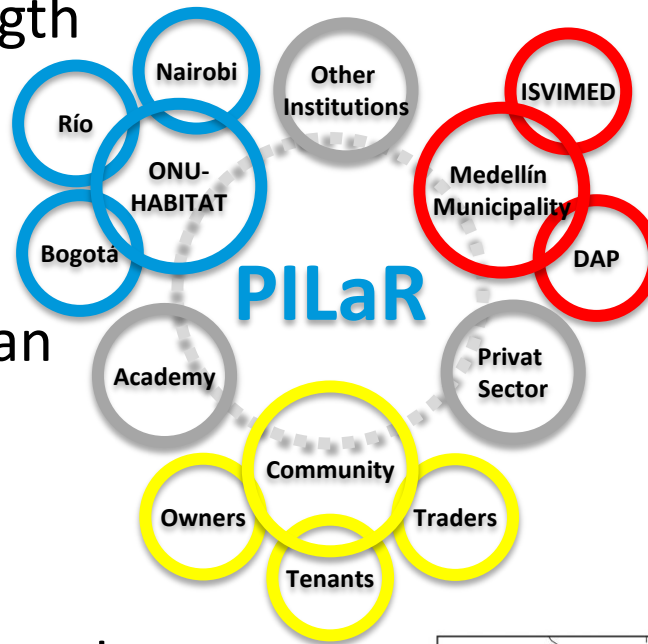 gth
Nairobi
Other
Institutions
ISVIMED
Río
ONU-
HABITAT
Medellín
Municipality
Bogotá
DAP
PILaR
an
Academy
Privat
Sector
Community
Owners
Traders
Tenants